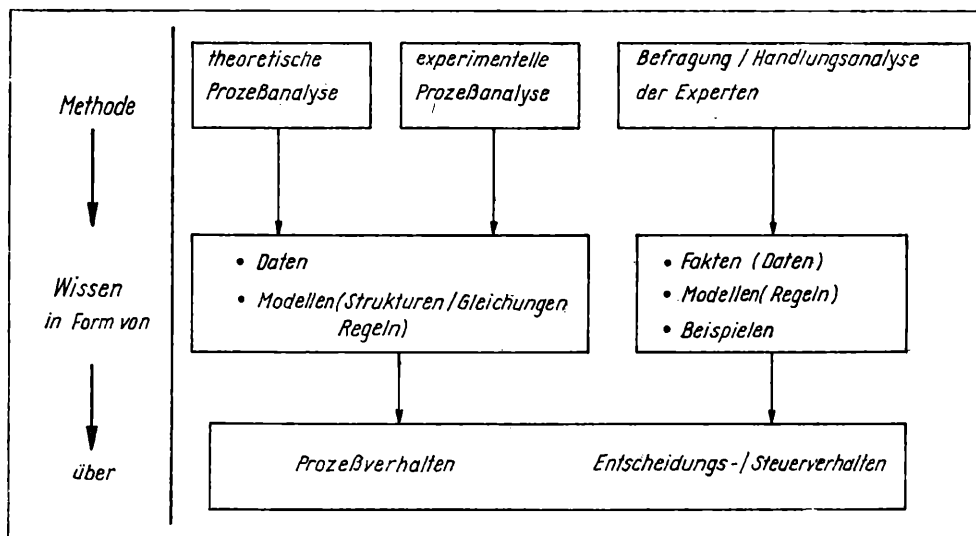 Methode
theoretische
Prozeßanalyse
experimentelle
Prozeßanalyse
Befragung / Handlungsanalyse
der Experten
Wissen
in Form von
• Daten
• Modellen (Strukturen / Gleichungen
Regeln)
• Fakten (Daten)
• Modellen (Regeln)
• Beispielen
über
Prozeßverhalten
Entscheidungs-/Steuerverhalten